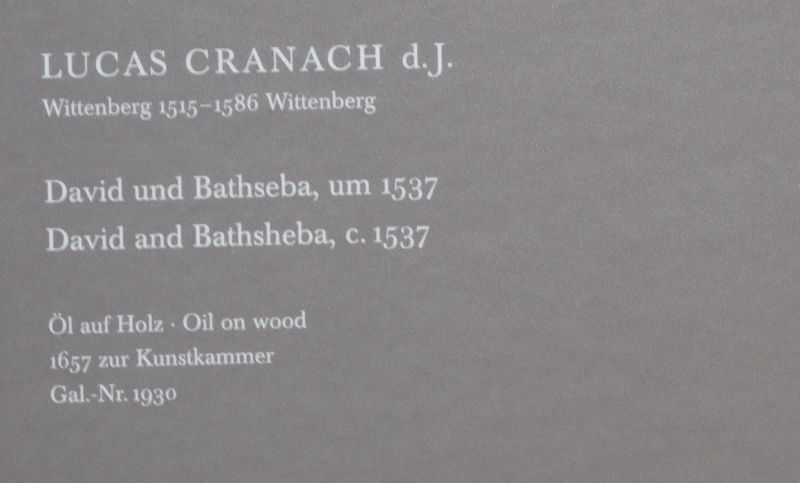 LUCAS CRANACH d.J.
Wittenberg 1515–1586 Wittenberg
David und Bathseba, um 1537
David and Bathsheba, c. 1537
Öl auf Holz · Oil on wood
1657 zur Kunstkammer
Gal.-Nr. 1930